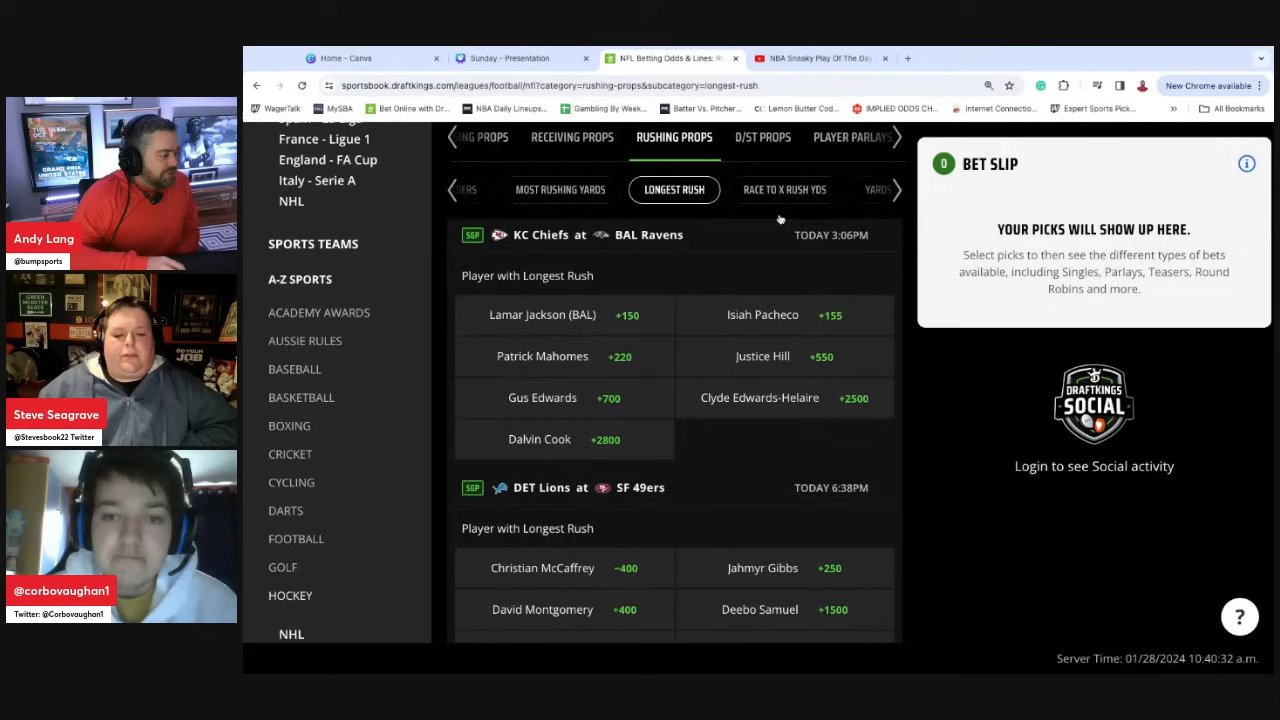 Home - Canva
Sunday - Presentation
NFL Betting Odds & Lines:
NBA Sneaky Play Of The Day
sportsbook.draftkings.com/leagues/football/nfl?category=rushing-props&subcategory=longest-rush
New Chrome available
WagerTalk
MySBA
Bet Online with Dr...
NBA Daily Lineups...
Gambling By Week...
Batter Vs. Pitcher...
Lemon Butter Cod...
IMPLIED ODDS CH...
Internet Connectio...
Expert Sports Pick...
All Bookmarks
Andy Lang
@bumpsports
GREEN MONSTER SEATS
DO YOUR JOB
Steve Seagrave
@Stevesbook22 Twitter
@corbovaughan1
Twitter: @Corbovaughan1
France - Ligue 1
England - FA Cup
Italy - Serie A
NHL
SPORTS TEAMS
A-Z SPORTS
ACADEMY AWARDS
AUSSIE RULES
BASEBALL
BASKETBALL
BOXING
CRICKET
CYCLING
DARTS
FOOTBALL
GOLF
HOCKEY
NHL
ING PROPS RECEIVING PROPS RUSHING PROPS D/ST PROPS PLAYER PARLAYS
ERS MOST RUSHING YARDS LONGEST RUSH RACE TO X RUSH YDS YARDS
SGP KC Chiefs at BAL Ravens TODAY 3:06PM
Player with Longest Rush
Lamar Jackson (BAL) +150 Isiah Pacheco +155
Patrick Mahomes +220 Justice Hill +550
Gus Edwards +700 Clyde Edwards-Helaire +2500
Dalvin Cook +2800
SGP DET Lions at SF 49ers TODAY 6:38PM
Player with Longest Rush
Christian McCaffrey −400 Jahmyr Gibbs +250
David Montgomery +400 Deebo Samuel +1500
BET SLIP
YOUR PICKS WILL SHOW UP HERE.
Select picks to then see the different types of bets
available, including Singles, Parlays, Teasers, Round
Robins and more.
DRAFTKINGS
SOCIAL
Login to see Social activity
?
Server Time: 01/28/2024 10:40:32 a.m.